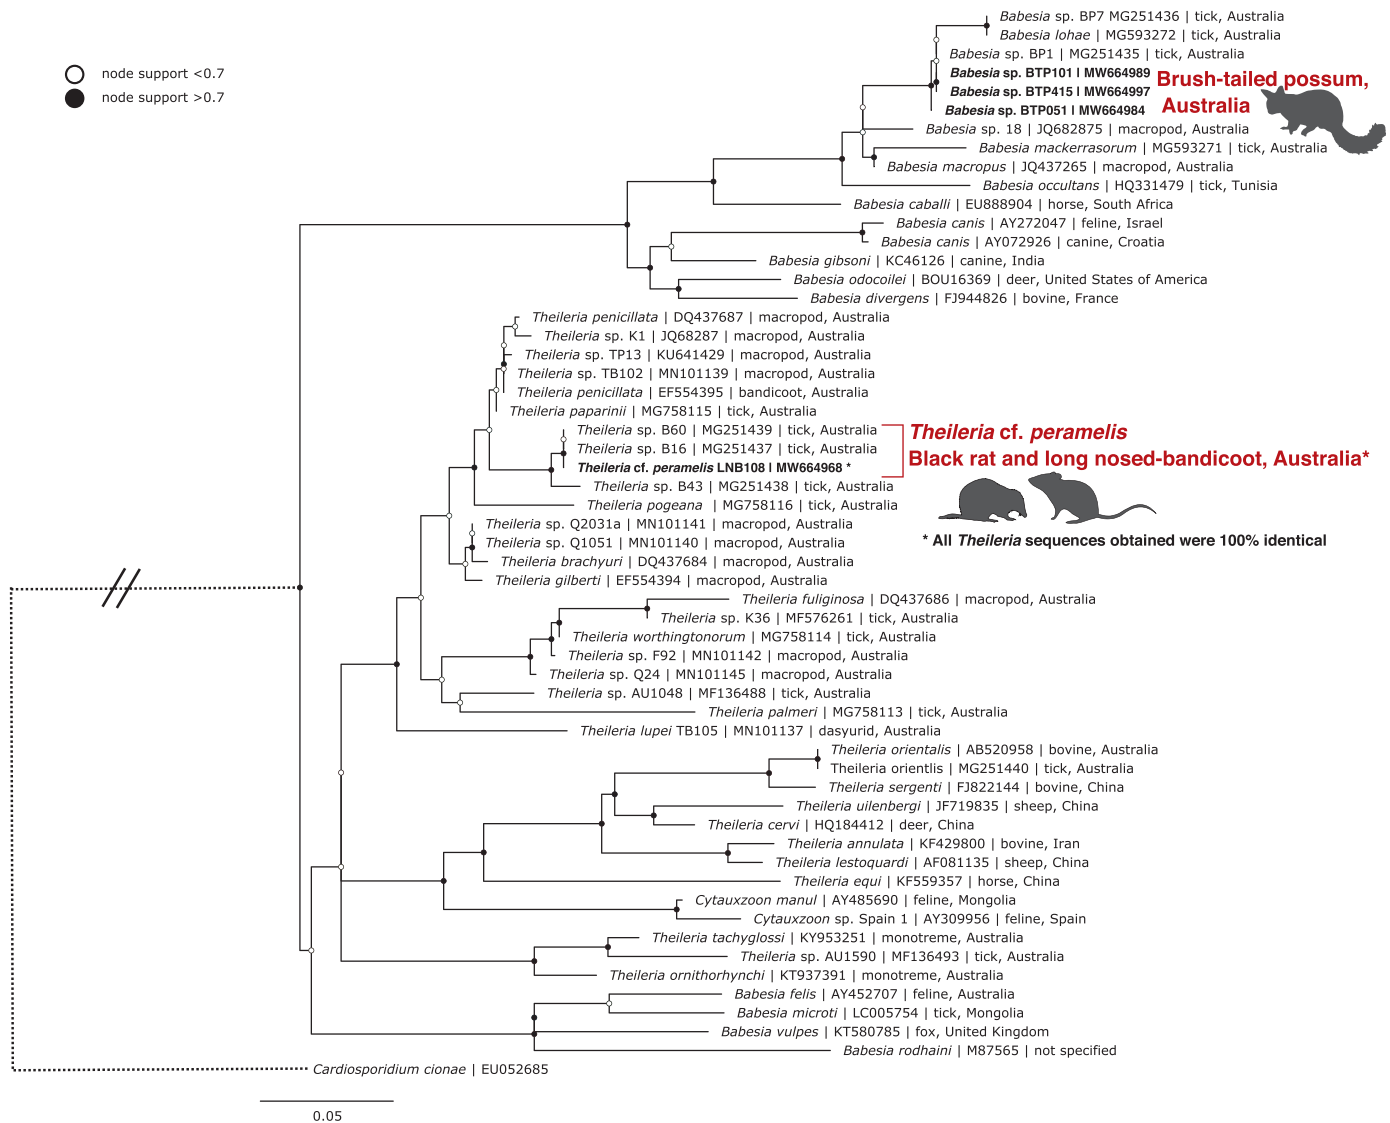 Babesia sp. BP7 MG251436 | tick, Australia
Babesia lohae | MG593272 | tick, Australia
node support <0.7
node support >0.7
Babesia sp. BP1 | MG251435 | tick, Australia
Babesia sp. BTP101 | MW664989
Babesia sp. BTP415 | MW664997
Babesia sp. BTP051 | MW664984
Brush-tailed possum,
Australia
Babesia sp. 18 | JQ682875 | macropod, Australia
Babesia mackerrasorum | MG593271 | tick, Australia
Babesia macropus | JQ437265 | macropod, Australia
Babesia occultans | HQ331479 | tick, Tunisia
Babesia caballi | EU888904 | horse, South Africa
Babesia canis | AY272047 | feline, Israel
Babesia canis | AY072926 | canine, Croatia
Babesia gibsoni | KC46126 | canine, India
Babesia odocoilei | BOU16369 | deer, United States of America
Babesia divergens | FJ944826 | bovine, France
Theileria penicillata | DQ437687 | macropod, Australia
Theileria sp. K1 | JQ68287 | macropod, Australia
Theileria sp. TP13 | KU641429 | macropod, Australia
Theileria sp. TB102 | MN101139 | macropod, Australia
Theileria penicillata | EF554395 | bandicoot, Australia
Theileria paparinii | MG758115 | tick, Australia
Theileria sp. B60 | MG251439 | tick, Australia
Theileria sp. B16 | MG251437 | tick, Australia
Theileria cf. peramelis LNB108 | MW664968 *
Theileria cf. peramelis
Black rat and long nosed-bandicoot, Australia*
Theileria sp. B43 | MG251438 | tick, Australia
Theileria pogeana | MG758116 | tick, Australia
Theileria sp. Q2031a | MN101141 | macropod, Australia
Theileria sp. Q1051 | MN101140 | macropod, Australia
* All Theileria sequences obtained were 100% identical
Theileria brachyuri | DQ437684 | macropod, Australia
Theileria gilberti | EF554394 | macropod, Australia
Theileria fuliginosa | DQ437686 | macropod, Australia
Theileria sp. K36 | MF576261 | tick, Australia
Theileria worthingtonorum | MG758114 | tick, Australia
Theileria sp. F92 | MN101142 | macropod, Australia
Theileria sp. Q24 | MN101145 | macropod, Australia
Theileria sp. AU1048 | MF136488 | tick, Australia
Theileria palmeri | MG758113 | tick, Australia
Theileria lupei TB105 | MN101137 | dasyurid, Australia
Theileria orientalis | AB520958 | bovine, Australia
Theileria orientlis | MG251440 | tick, Australia
Theileria sergenti | FJ822144 | bovine, China
Theileria uilenbergi | JF719835 | sheep, China
Theileria cervi | HQ184412 | deer, China
Theileria annulata | KF429800 | bovine, Iran
Theileria lestoquardi | AF081135 | sheep, China
Theileria equi | KF559357 | horse, China
Cytauxzoon manul | AY485690 | feline, Mongolia
Cytauxzoon sp. Spain 1 | AY309956 | feline, Spain
Theileria tachyglossi | KY953251 | monotreme, Australia
Theileria sp. AU1590 | MF136493 | tick, Australia
Theileria ornithorhynchi | KT937391 | monotreme, Australia
Babesia felis | AY452707 | feline, Australia
Babesia microti | LC005754 | tick, Mongolia
Babesia vulpes | KT580785 | fox, United Kingdom
Babesia rodhaini | M87565 | not specified
Cardiosporidium cionae | EU052685
0.05